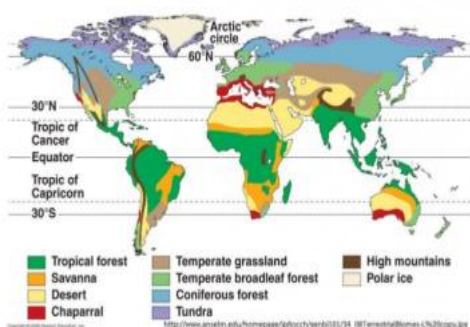 Arctic
circle
60°N
30°N
Tropic of
Cancer
Equator
Tropic of
Capricorn
30°S
Tropical forest
Savanna
Desert
Chaparral
Temperate grassland
Temperate broadleaf forest
Coniferous forest
Tundra
High mountains
Polar ice